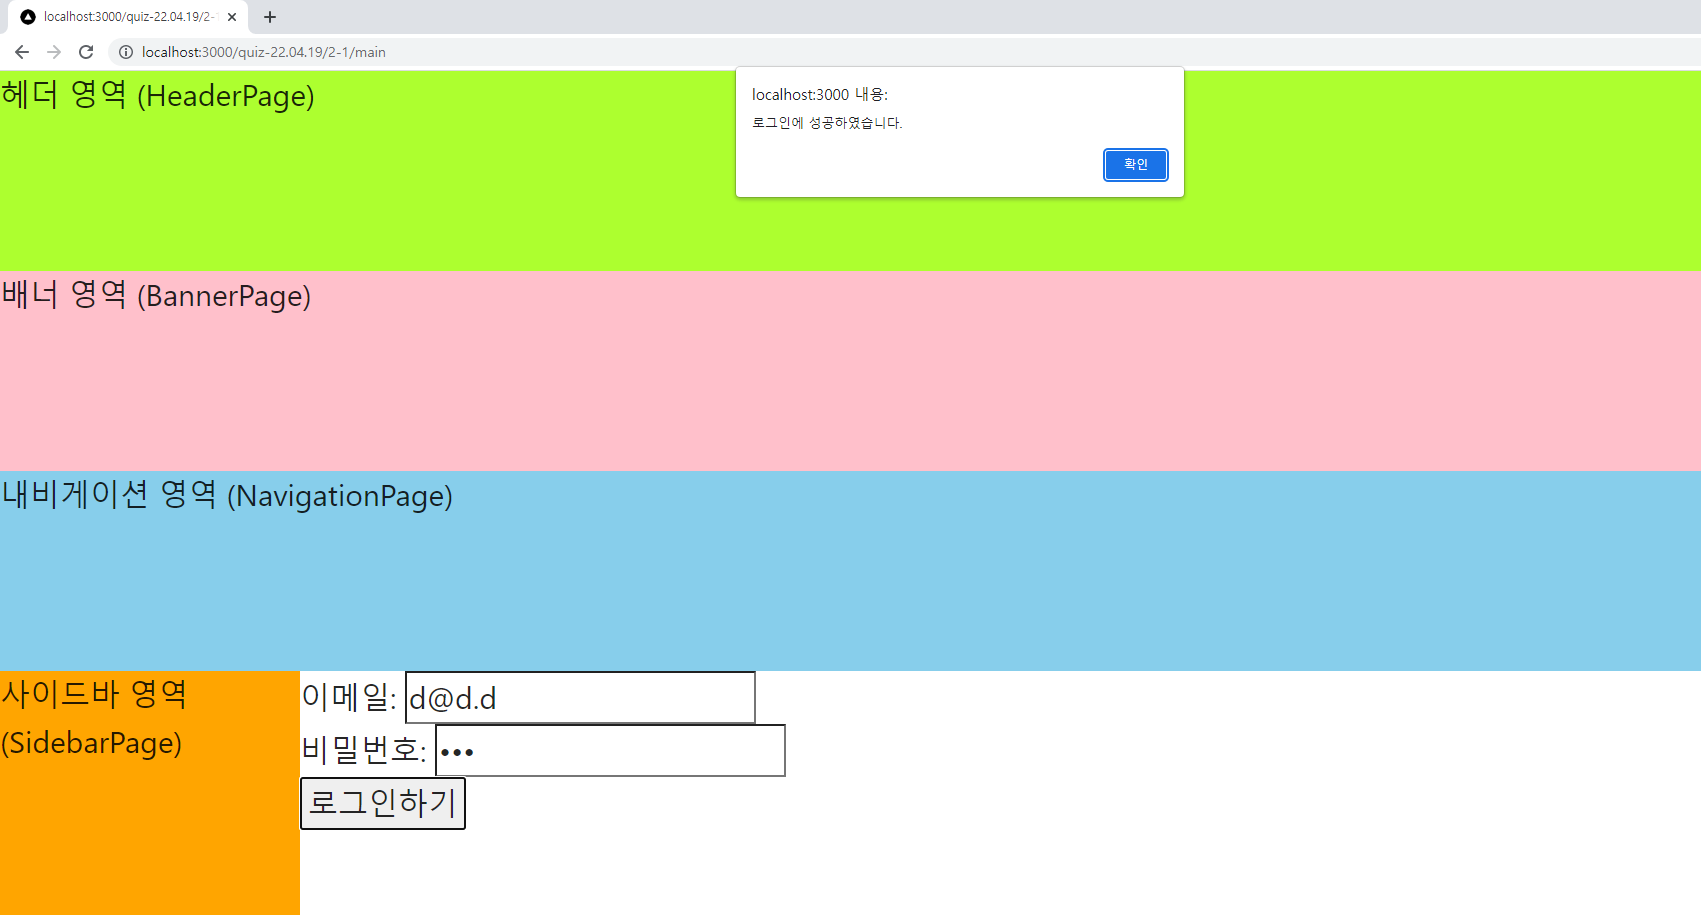 localhost:3000/quiz-22.04.19/2-1
localhost:3000/quiz-22.04.19/2-1/main
localhost:3000 내용:
로그인에 성공하였습니다.
확인
헤더 영역 (HeaderPage)
배너 영역 (BannerPage)
내비게이션 영역 (NavigationPage)
사이드바 영역
(SidebarPage)
이메일: d@d.d
비밀번호: •••
로그인하기